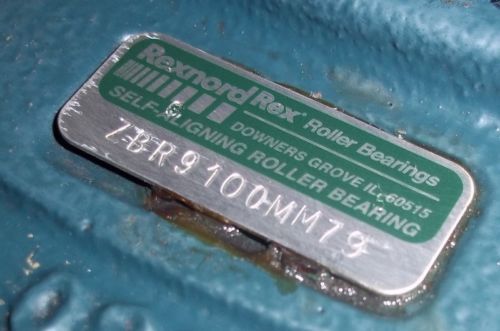 Rexnord Rex® Roller Bearings
DOWNERS GROVE IL 60515
SELF-ALIGNING ROLLER BEARING
ZBR9100MM79